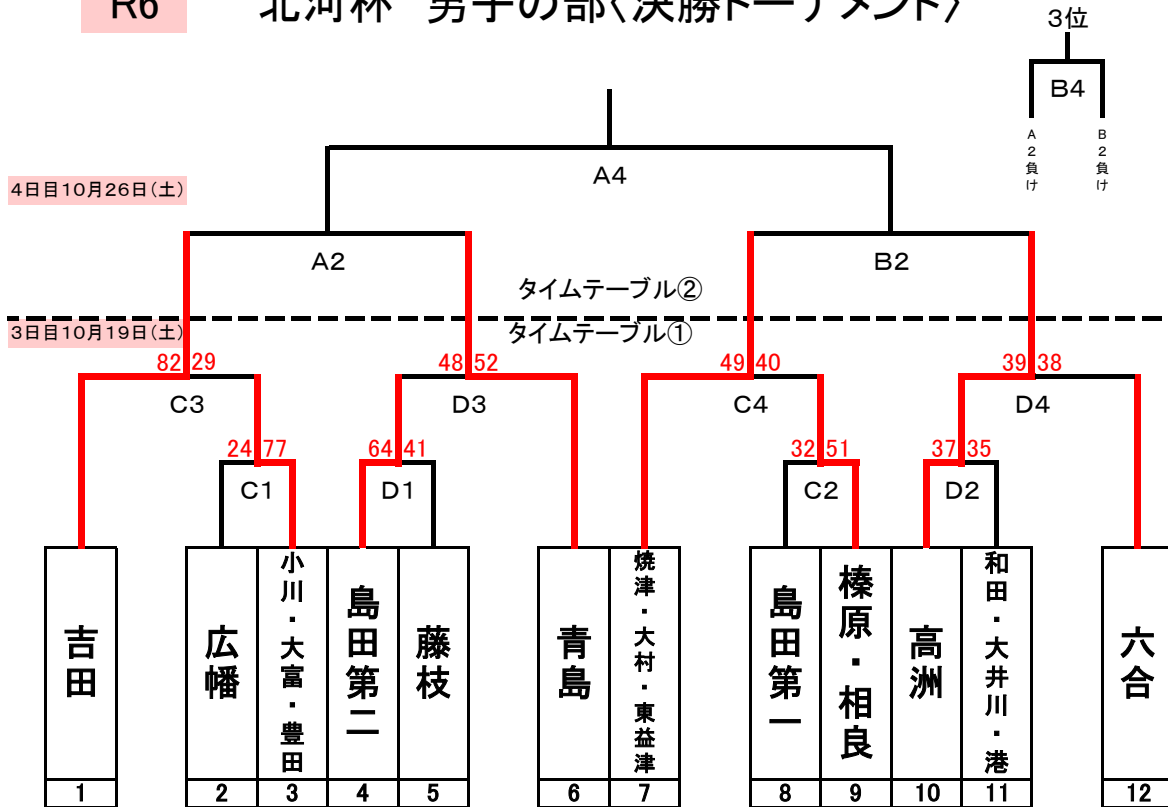 R6 北河杯 男子の部〈決勝トーナメント〉
3位
B4
A2負け B2負け
A4
4日目10月26日(土)
A2 B2
タイムテーブル②
3日目10月19日(土) タイムテーブル①
82 29 48 52 49 40 39 38
C3 D3 C4 D4
24 77 64 41 32 51 37 35
C1 D1 C2 D2
吉田 広幡 小川・大富・豊田 島田第二 藤枝 青島 焼津・大村・東益津 島田第一 榛原・相良 高洲 和田・大井川・港 六合
1 2 3 4 5 6 7 8 9 10 11 12